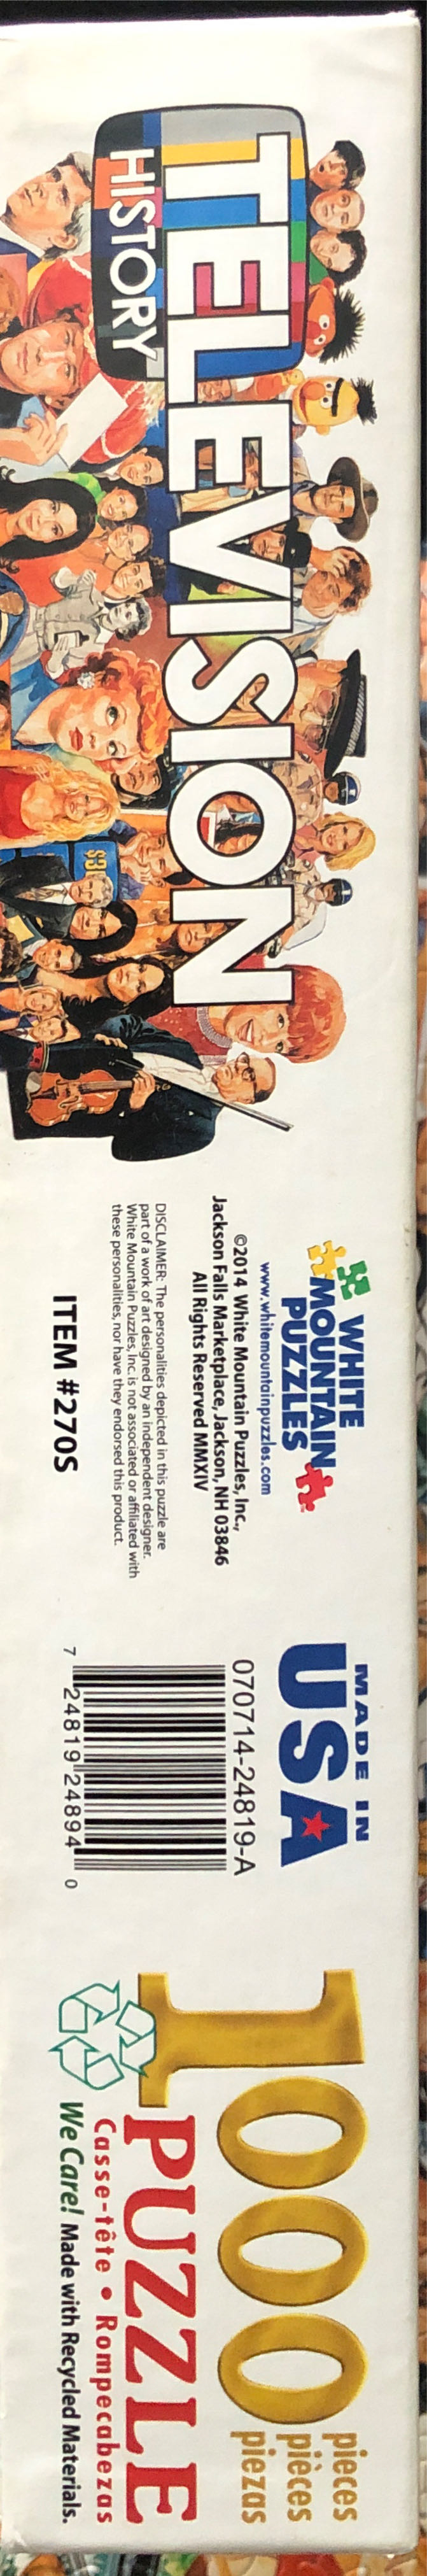 TELEVISION
HISTORY
$3
WHITE
MOUNTAIN
PUZZLES
www.whitemountainpuzzles.com
©2014 White Mountain Puzzles, Inc.,
Jackson Falls Marketplace, Jackson, NH 03846
All Rights Reserved MMXIV
DISCLAIMER: The personalities depicted in this puzzle are
part of a work of art designed by an independent designer.
White Mountain Puzzles, Inc. is not associated or affiliated with
these personalities, nor have they endorsed this product.
ITEM #270S
MADE IN
USA
070714-24819-A
7 24819 24894 0
1000
pieces
pièces
piezas
PUZZLE
Casse-tête • Rompecabezas
We Care! Made with Recycled Materials.